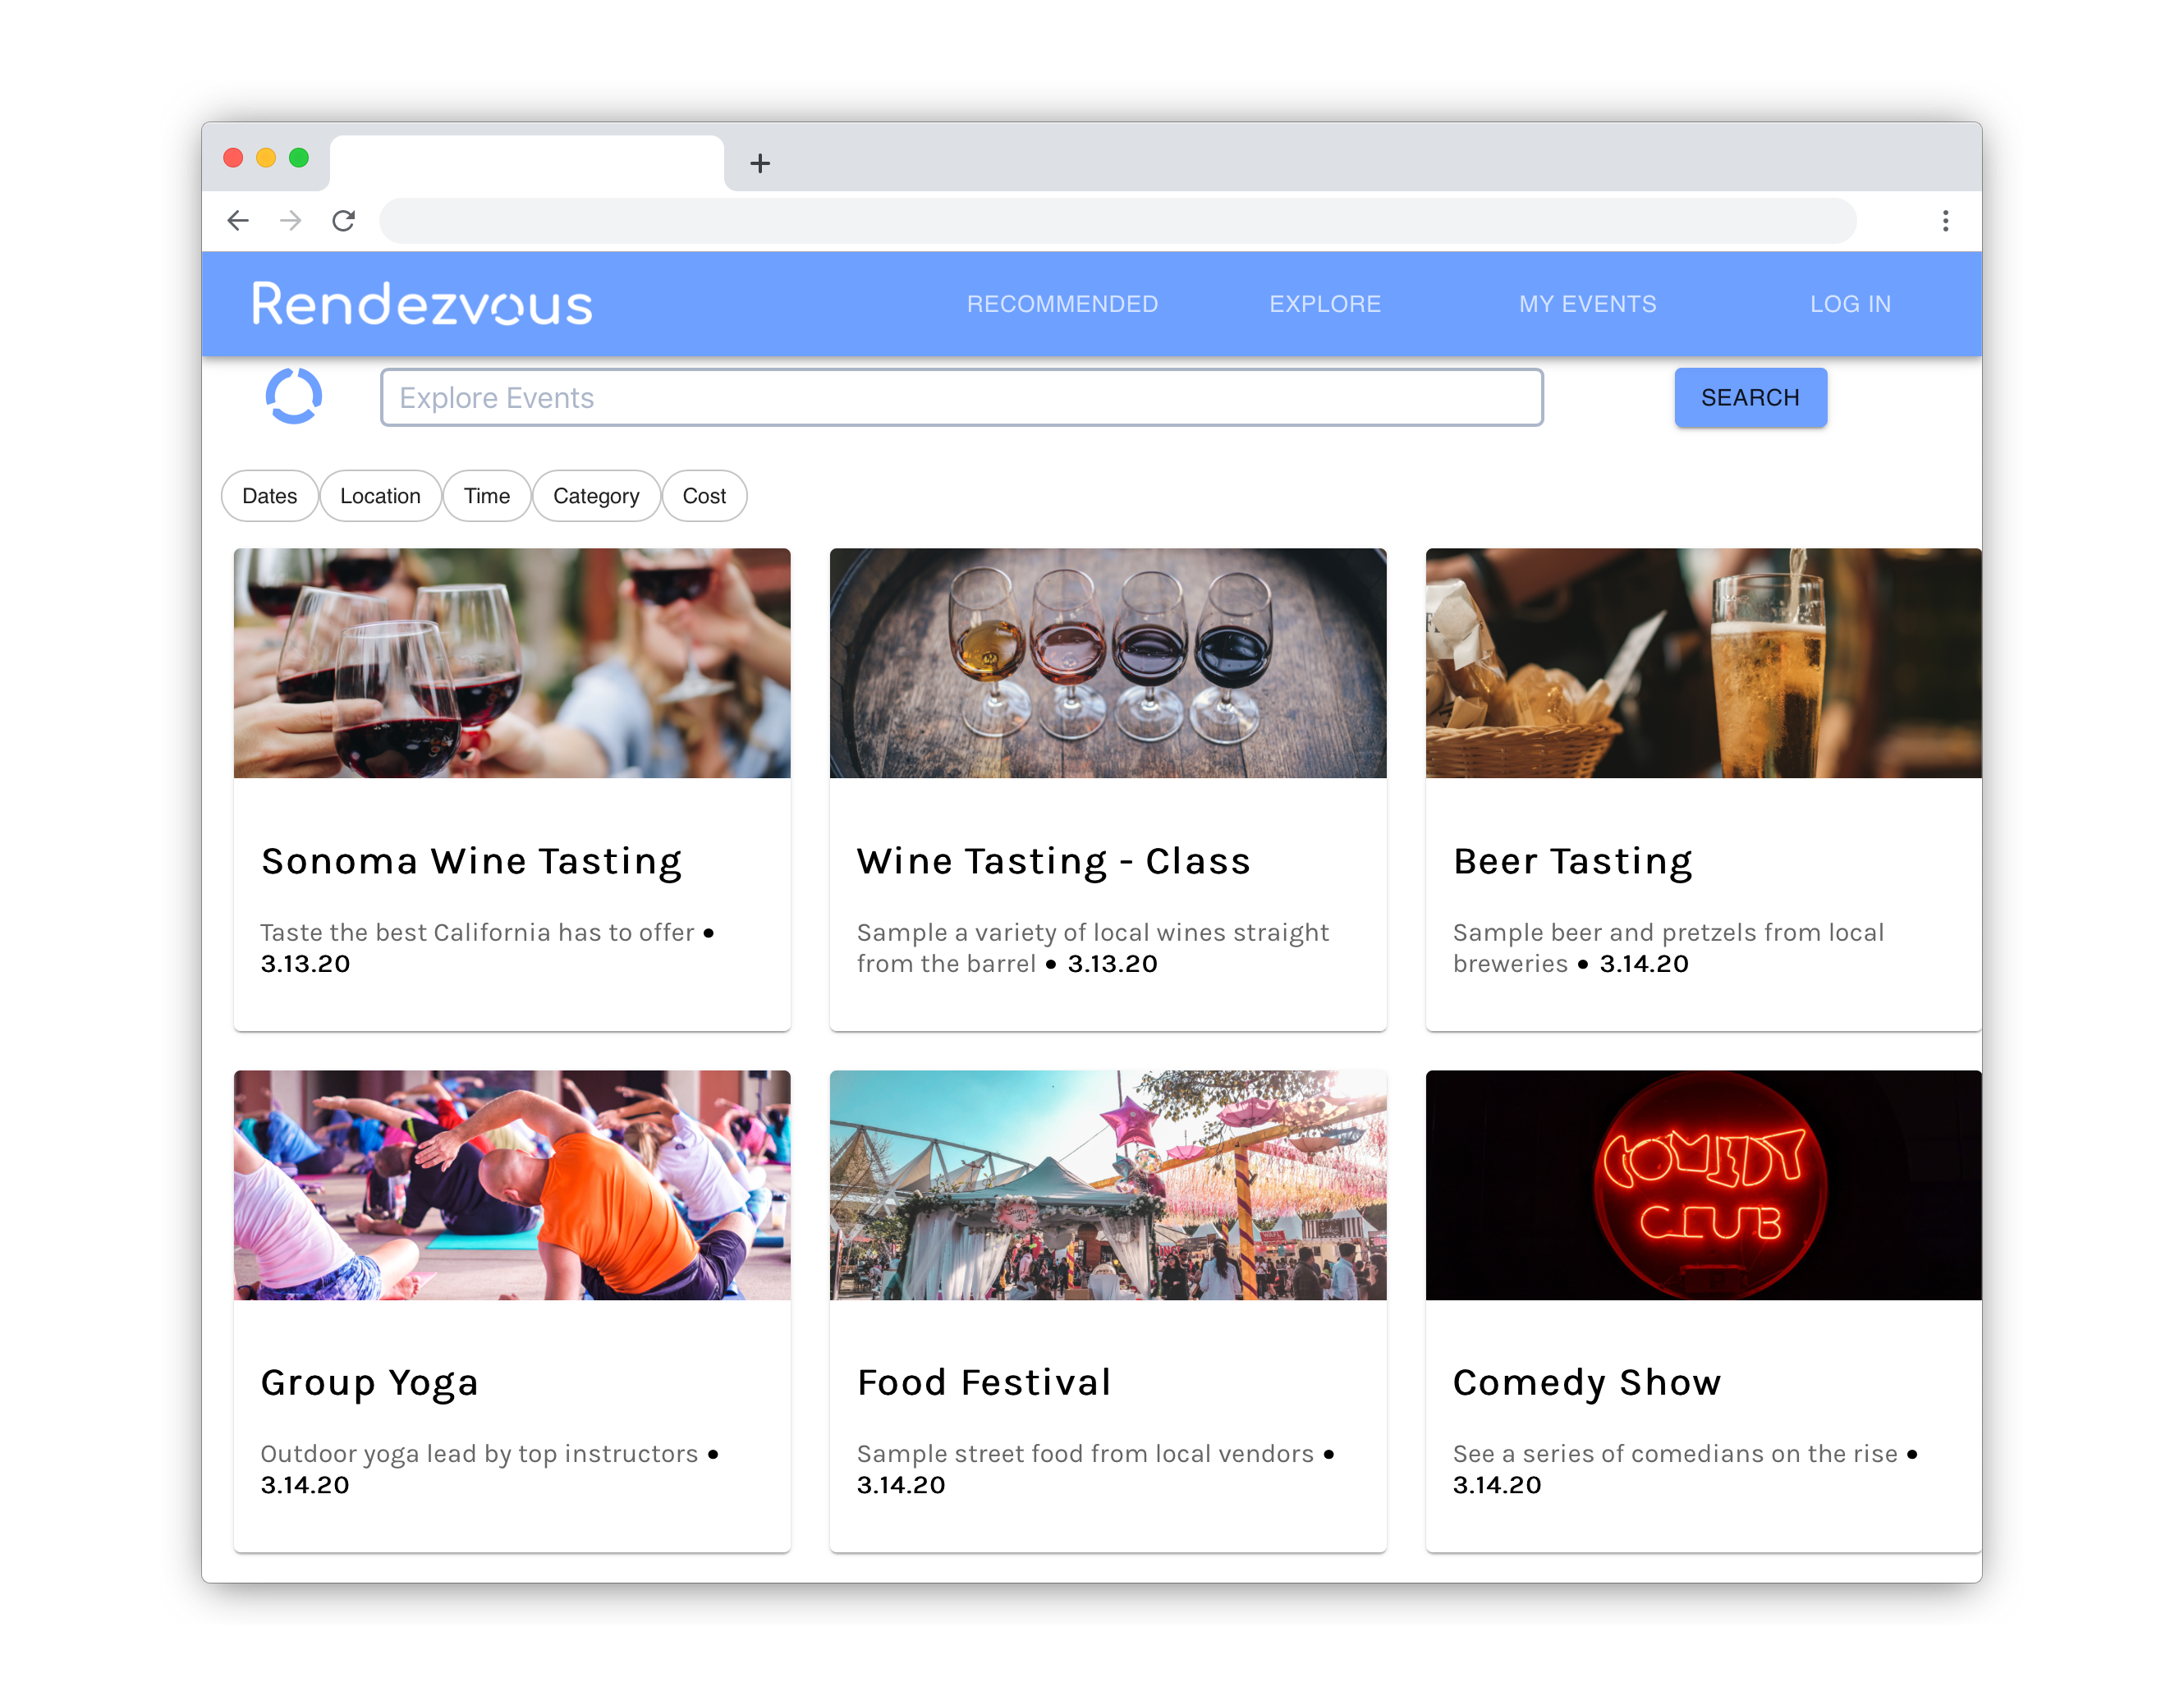 Rendezvous
RECOMMENDED
EXPLORE
MY EVENTS
LOG IN
Explore Events
SEARCH
Dates
Location
Time
Category
Cost
Sonoma Wine Tasting
Taste the best California has to offer •
3.13.20
Wine Tasting - Class
Sample a variety of local wines straight
from the barrel • 3.13.20
Beer Tasting
Sample beer and pretzels from local
breweries • 3.14.20
COMEDY
CLUB
Group Yoga
Outdoor yoga lead by top instructors •
3.14.20
Food Festival
Sample street food from local vendors •
3.14.20
Comedy Show
See a series of comedians on the rise •
3.14.20